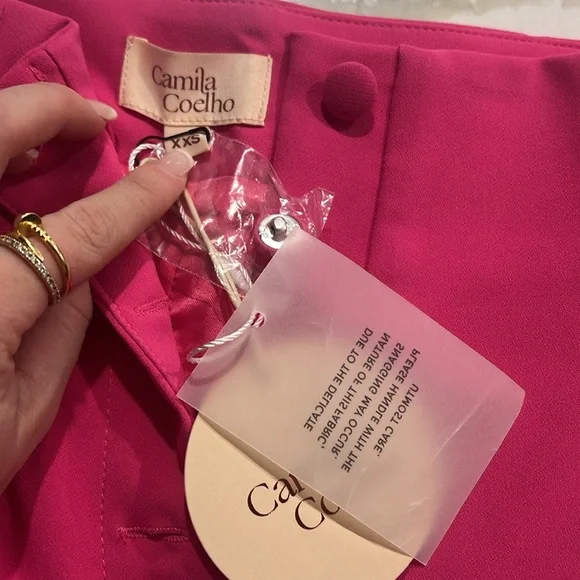 Camila
Coelho
XXS
DUE TO THE DELICATE
NATURE OF THIS FABRIC,
SNAGGING MAY OCCUR.
PLEASE HANDLE WITH THE
UTMOST CARE.